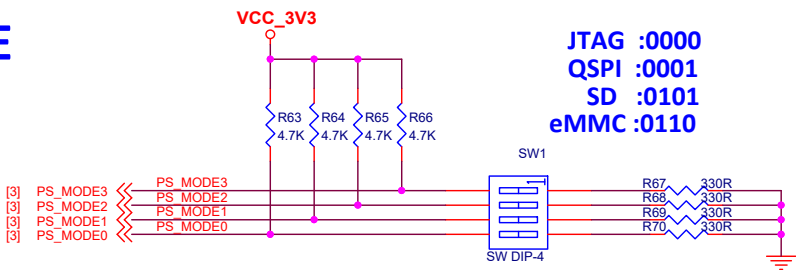 E
VCC_3V3
JTAG :0000
QSPI :0001
SD :0101
eMMC :0110
R63 R64 R65 R66
4.7K 4.7K 4.7K 4.7K
SW1
1
[3] PS_MODE3 PS_MODE3 R67 330R
[3] PS_MODE2 PS_MODE2 R68 330R
[3] PS_MODE1 PS_MODE1 R69 330R
[3] PS_MODE0 PS_MODE0 R70 330R
SW DIP-4